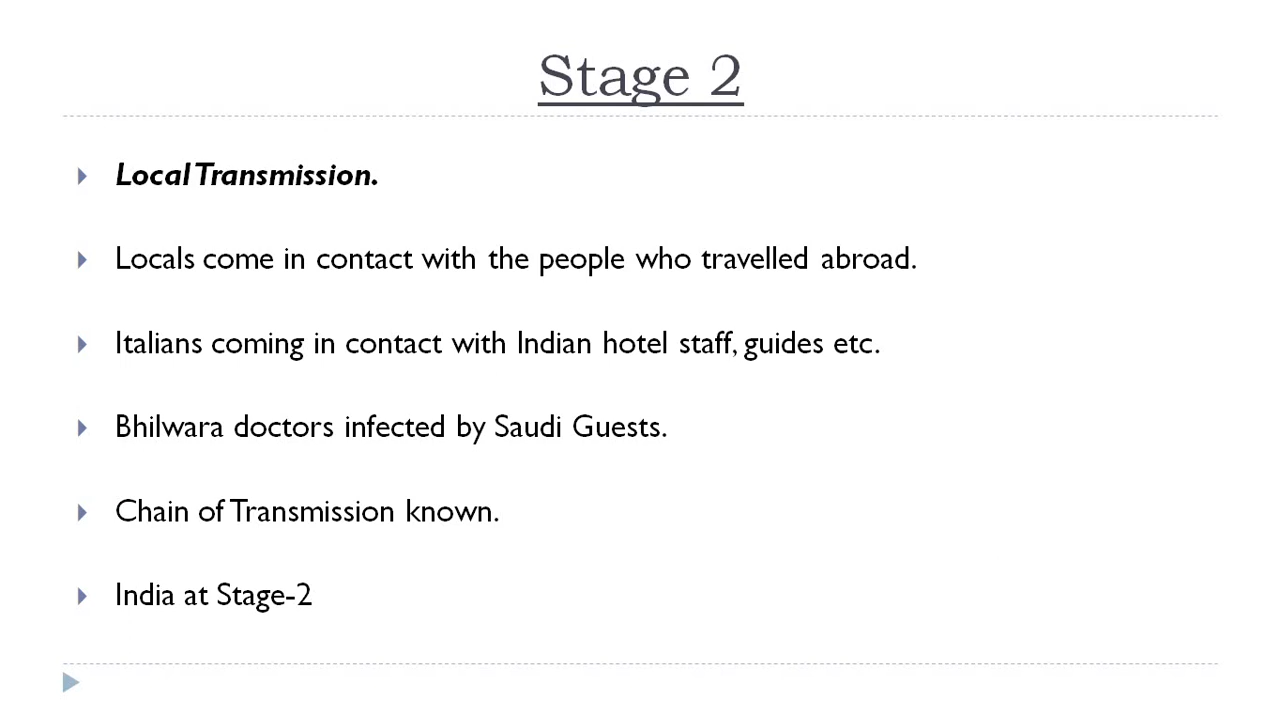 Stage 2
Local Transmission.
Locals come in contact with the people who travelled abroad.
Italians coming in contact with Indian hotel staff, guides etc.
Bhilwara doctors infected by Saudi Guests.
Chain of Transmission known.
India at Stage-2